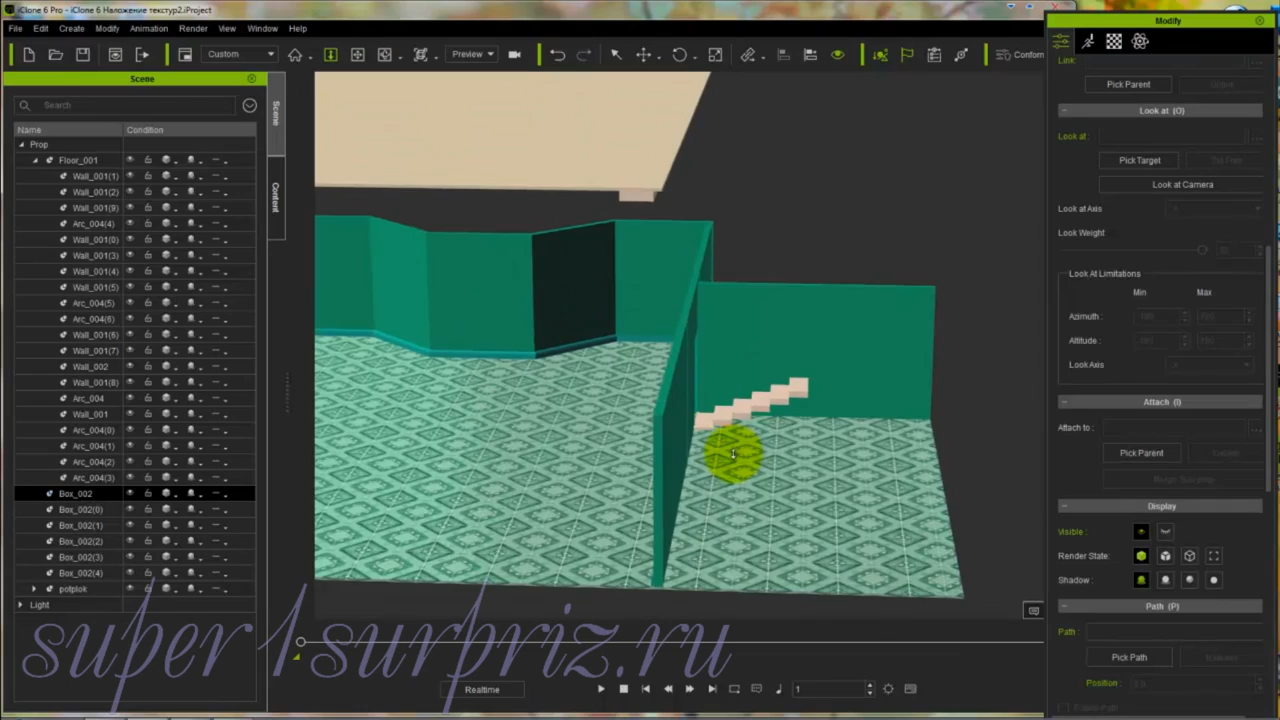 iClone 6 Pro - iClone 6 Наложение текстур2.iProject
File Edit Create Modify Animation Render View Window Help
Custom Preview Conform
Scene
Search
Name Condition
Prop
Floor_001
Wall_001(1)
Wall_001(2)
Wall_001(9)
Arc_004(4)
Wall_001(0)
Wall_001(3)
Wall_001(4)
Wall_001(5)
Arc_004(5)
Arc_004(6)
Wall_001(6)
Wall_001(7)
Wall_002
Wall_001(8)
Arc_004
Wall_001
Arc_004(0)
Arc_004(1)
Arc_004(2)
Arc_004(3)
Box_002
Box_002(0)
Box_002(1)
Box_002(2)
Box_002(3)
Box_002(4)
potplok
Light
Scene
Content
super1surpriz.ru
Realtime
1
Modify
Link:
Pick Parent
Look at (O)
Look at:
Pick Target
Look at Camera
Look at Axis
Look Weight:
Look At Limitations
Min Max
Azimuth :
Altitude :
Look Axis
Attach (I)
Attach to :
Pick Parent
Display
Visible :
Render State:
Shadow :
Path (P)
Path :
Pick Path
Position :